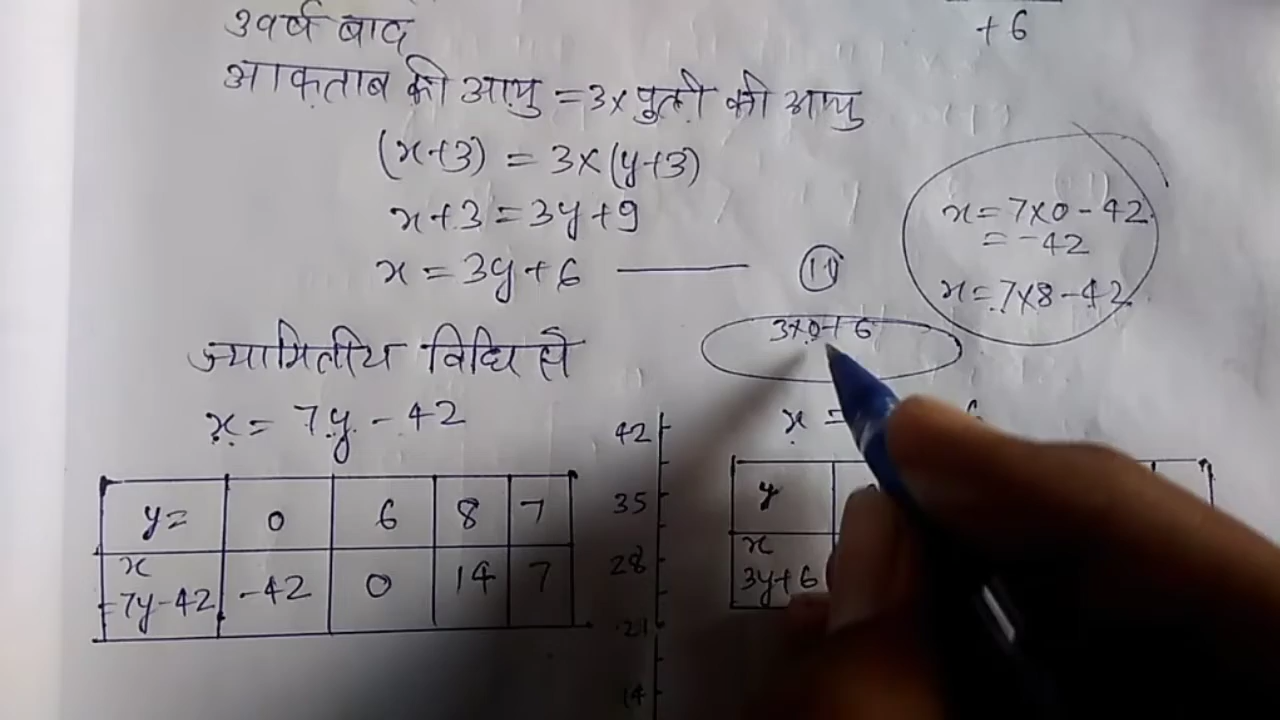 +6
3वर्ष बाद
आफताब की आयु = 3× पुत्री की आयु
(x+3) = 3×(y+3)
x+3 = 3y+9
x = 3y+6 (11)
x = 7×0-42
= -42
x = 7×8-42
3×0+6
ज्यामितीय विधि से
x = 7y - 42
y= 0 6 8 7
x
=7y-42 -42 0 14 7
42
35
28
21
14
x =
y
x
3y+6